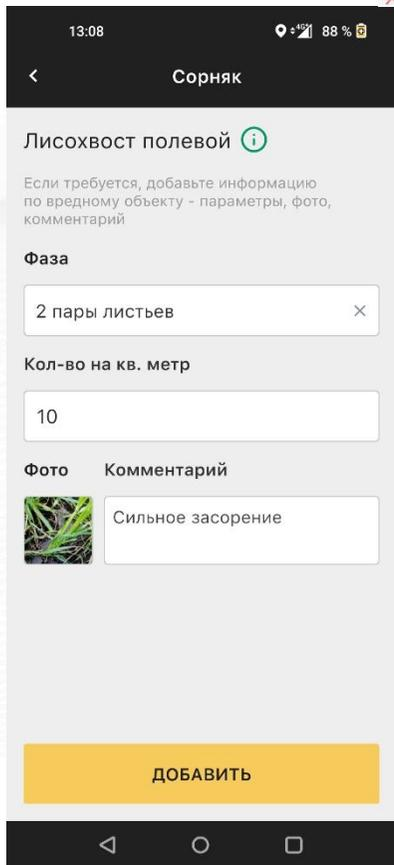 13:08 4G 88 %
Сорняк
Лисохвост полевой
Если требуется, добавьте информацию
по вредному объекту - параметры, фото,
комментарий
Фаза
2 пары листьев
Кол-во на кв. метр
10
Фото Комментарий
Сильное засорение
ДОБАВИТЬ